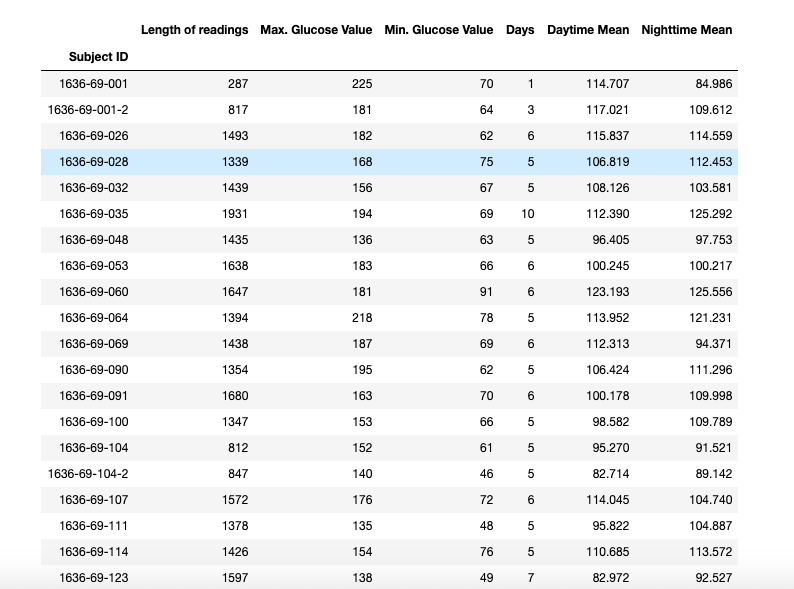 Length of readings Max. Glucose Value Min. Glucose Value Days Daytime Mean Nighttime Mean
Subject ID
1636-69-001 287 225 70 1 114.707 84.986
1636-69-001-2 817 181 64 3 117.021 109.612
1636-69-026 1493 182 62 6 115.837 114.559
1636-69-028 1339 168 75 5 106.819 112.453
1636-69-032 1439 156 67 5 108.126 103.581
1636-69-035 1931 194 69 10 112.390 125.292
1636-69-048 1435 136 63 5 96.405 97.753
1636-69-053 1638 183 66 6 100.245 100.217
1636-69-060 1647 181 91 6 123.193 125.556
1636-69-064 1394 218 78 5 113.952 121.231
1636-69-069 1438 187 69 6 112.313 94.371
1636-69-090 1354 195 62 5 106.424 111.296
1636-69-091 1680 163 70 6 100.178 109.998
1636-69-100 1347 153 66 5 98.582 109.789
1636-69-104 812 152 61 5 95.270 91.521
1636-69-104-2 847 140 46 5 82.714 89.142
1636-69-107 1572 176 72 6 114.045 104.740
1636-69-111 1378 135 48 5 95.822 104.887
1636-69-114 1426 154 76 5 110.685 113.572
1636-69-123 1597 138 49 7 82.972 92.527